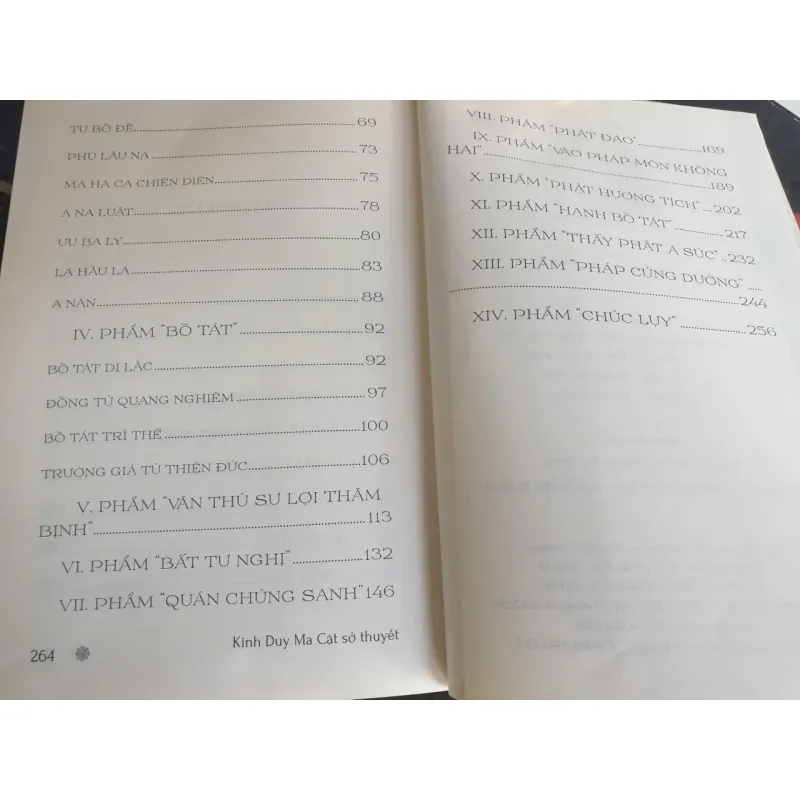 TU BỒ ĐỀ....69
PHÚ LÂU NA....73
MA HA CA CHIÊN DIÊN....75
A NA LUẬT....78
ƯU BA LY....80
LA HẦU LA....83
A NAN....88
IV. PHẨM "BỒ TÁT"....92
BỒ TÁT DI LẶC....92
ĐỒNG TỬ QUANG NGHIÊM....97
BỒ TÁT TRÌ THẾ....100
TRƯỞNG GIẢ TỬ THIỆN ĐỨC....106
V. PHẨM "VĂN THÙ SƯ LỢI THĂM
BỊNH"....113
VI. PHẨM "BẤT TƯ NGHỊ"....132
VII. PHẨM "QUÁN CHÚNG SANH"146
264 Kinh Duy Ma Cật sở thuyết
VIII. PHẨM "PHẬT ĐẠO"....169
IX. PHẨM "VÀO PHÁP MÔN KHÔNG
HAI"....189
X. PHẨM "PHẬT HƯƠNG TÍCH"...202
XI. PHẨM "HẠNH BỒ TÁT"....217
XII. PHẨM "THẤY PHẬT A SÚC"..232
XIII. PHẨM "PHÁP CÚNG DƯỜNG".....
....244
XIV. PHẨM "CHÚC LỤY"....256